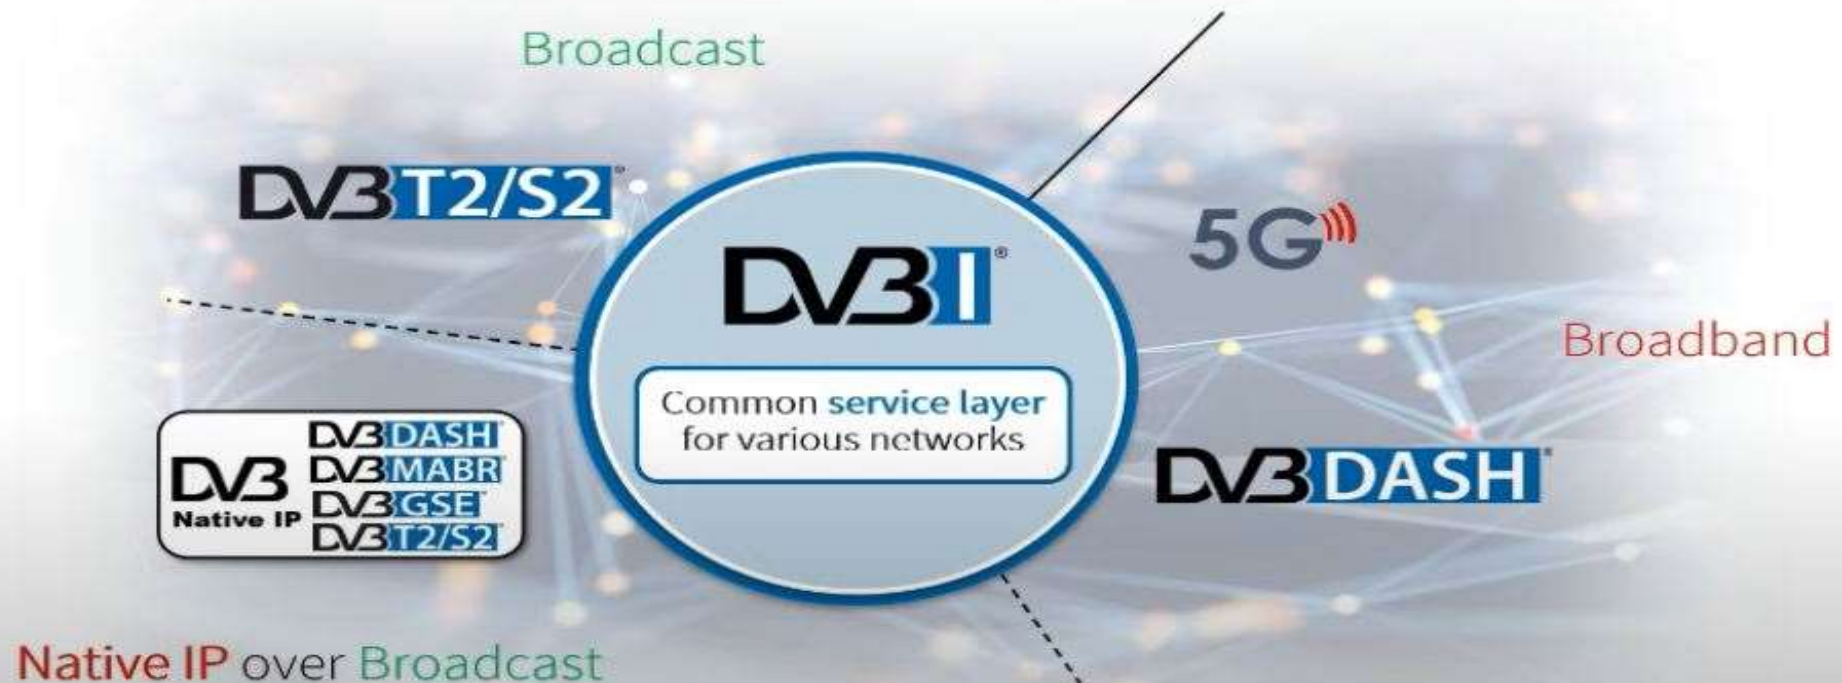 Broadcast
DVB T2/S2®
DVB I®
5G
Broadband
Common service layer
for various networks
DVB DASH
DVB MABR
DVB GSE
DVB T2/S2
DVB
Native IP
DVB DASH®
Native IP over Broadcast